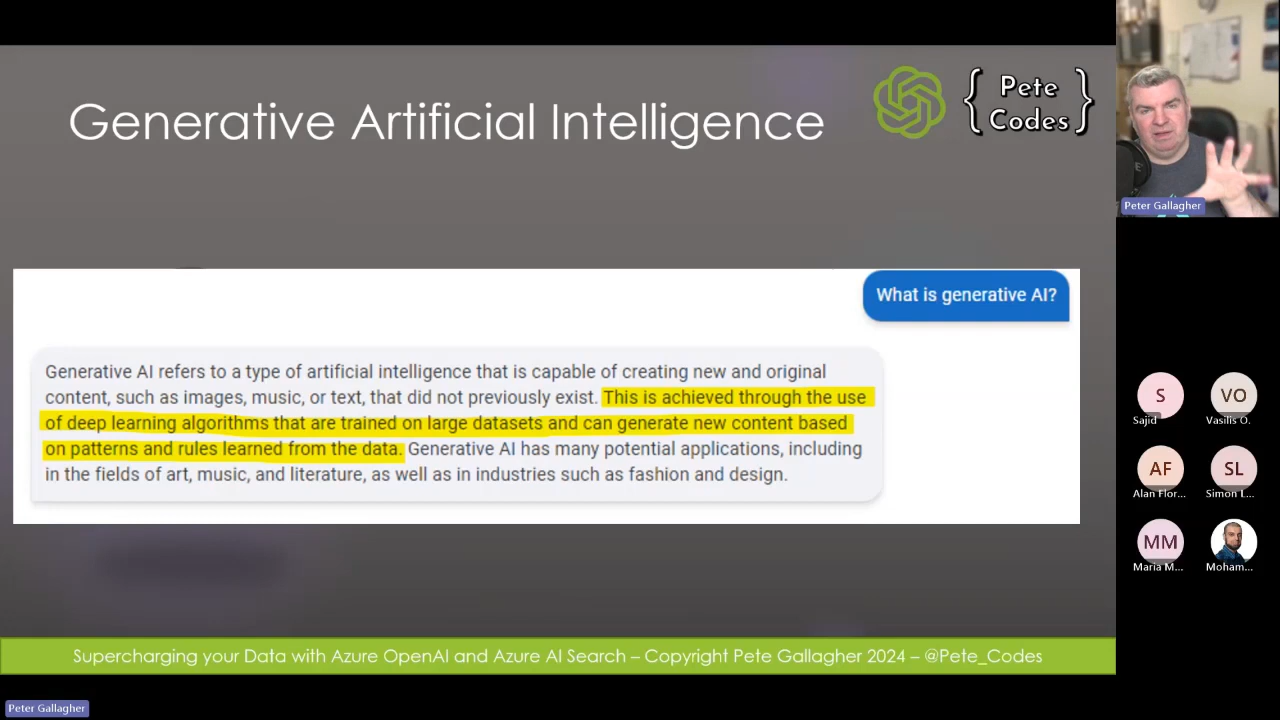 Generative Artificial Intelligence
{ Pete
Codes }
Peter Gallagher
What is generative AI?
Generative AI refers to a type of artificial intelligence that is capable of creating new and original
content, such as images, music, or text, that did not previously exist. This is achieved through the use
of deep learning algorithms that are trained on large datasets and can generate new content based
on patterns and rules learned from the data. Generative AI has many potential applications, including
in the fields of art, music, and literature, as well as in industries such as fashion and design.
S
VO
Sajid
Vasilis O.
AF
SL
Alan Flor...
Simon L...
MM
Maria M...
Moham...
Supercharging your Data with Azure OpenAI and Azure AI Search – Copyright Pete Gallagher 2024 – @Pete_Codes
Peter Gallagher